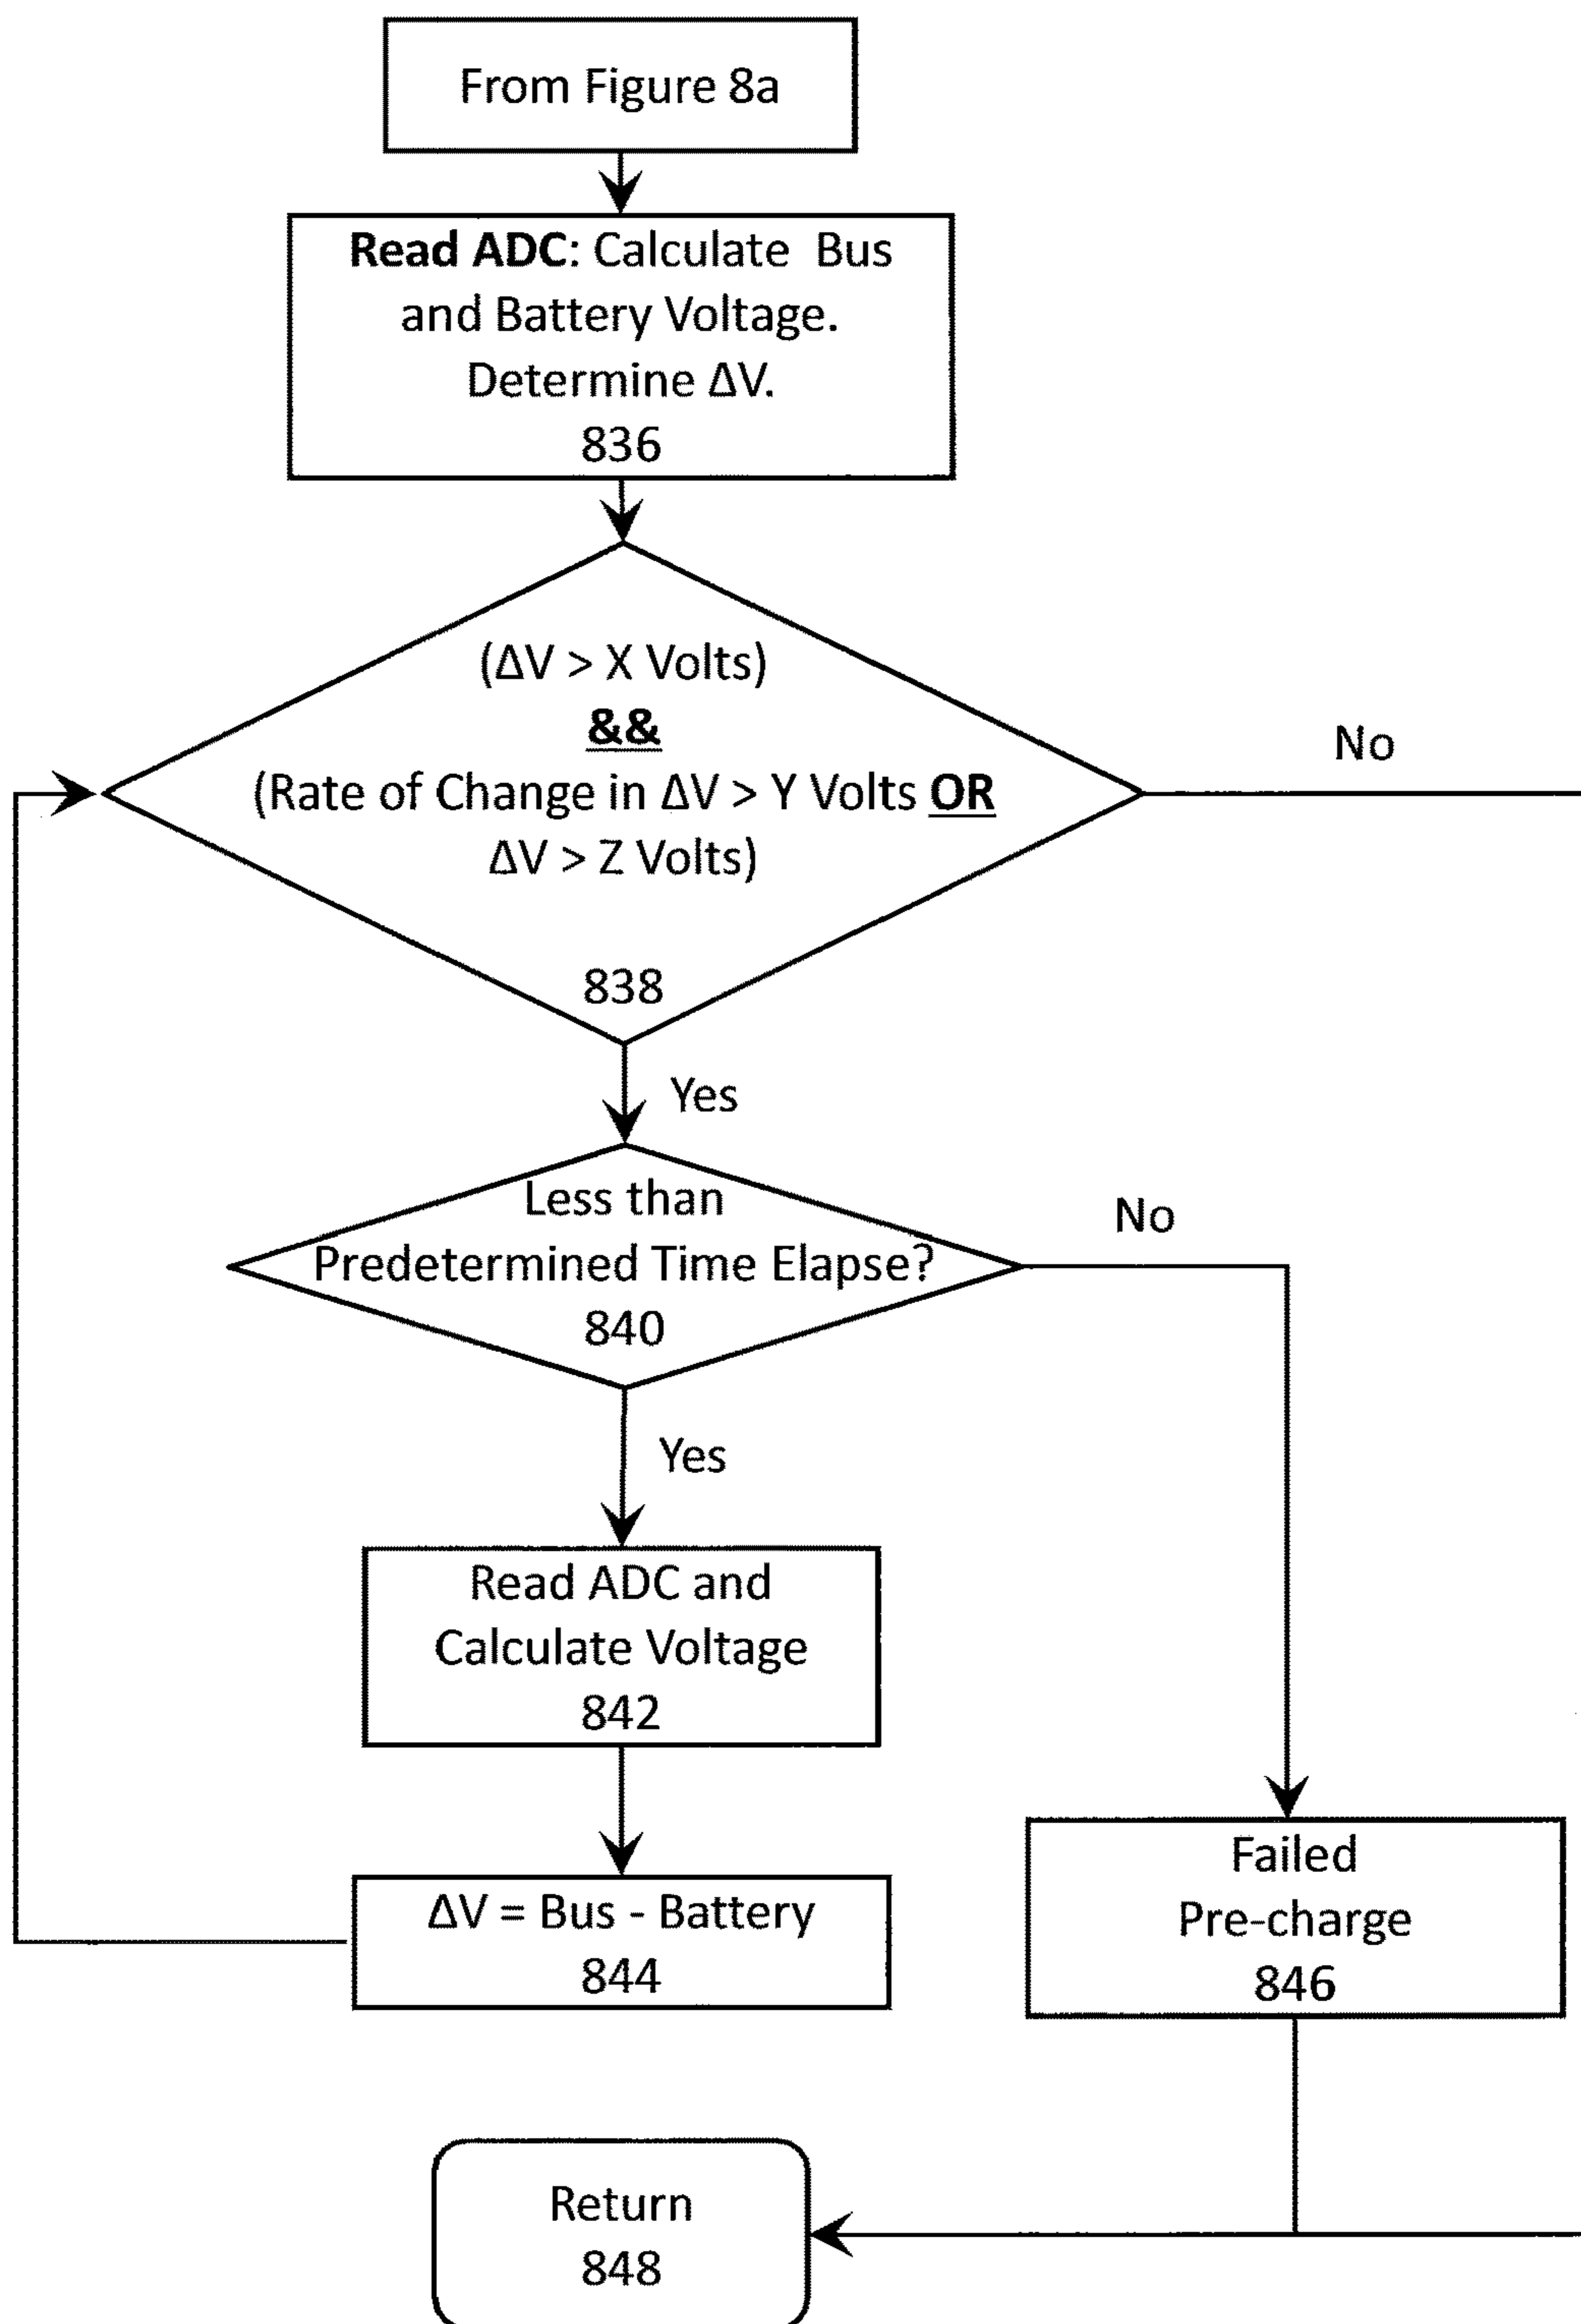 From Figure 8a
Read ADC: Calculate Bus
and Battery Voltage.
Determine ΔV.
836
(ΔV > X Volts)
&&
(Rate of Change in ΔV > Y Volts OR
ΔV > Z Volts)
838
No
Yes
Less than
Predetermined Time Elapse?
840
No
Yes
Read ADC and
Calculate Voltage
842
ΔV = Bus - Battery
844
Failed
Pre-charge
846
Return
848